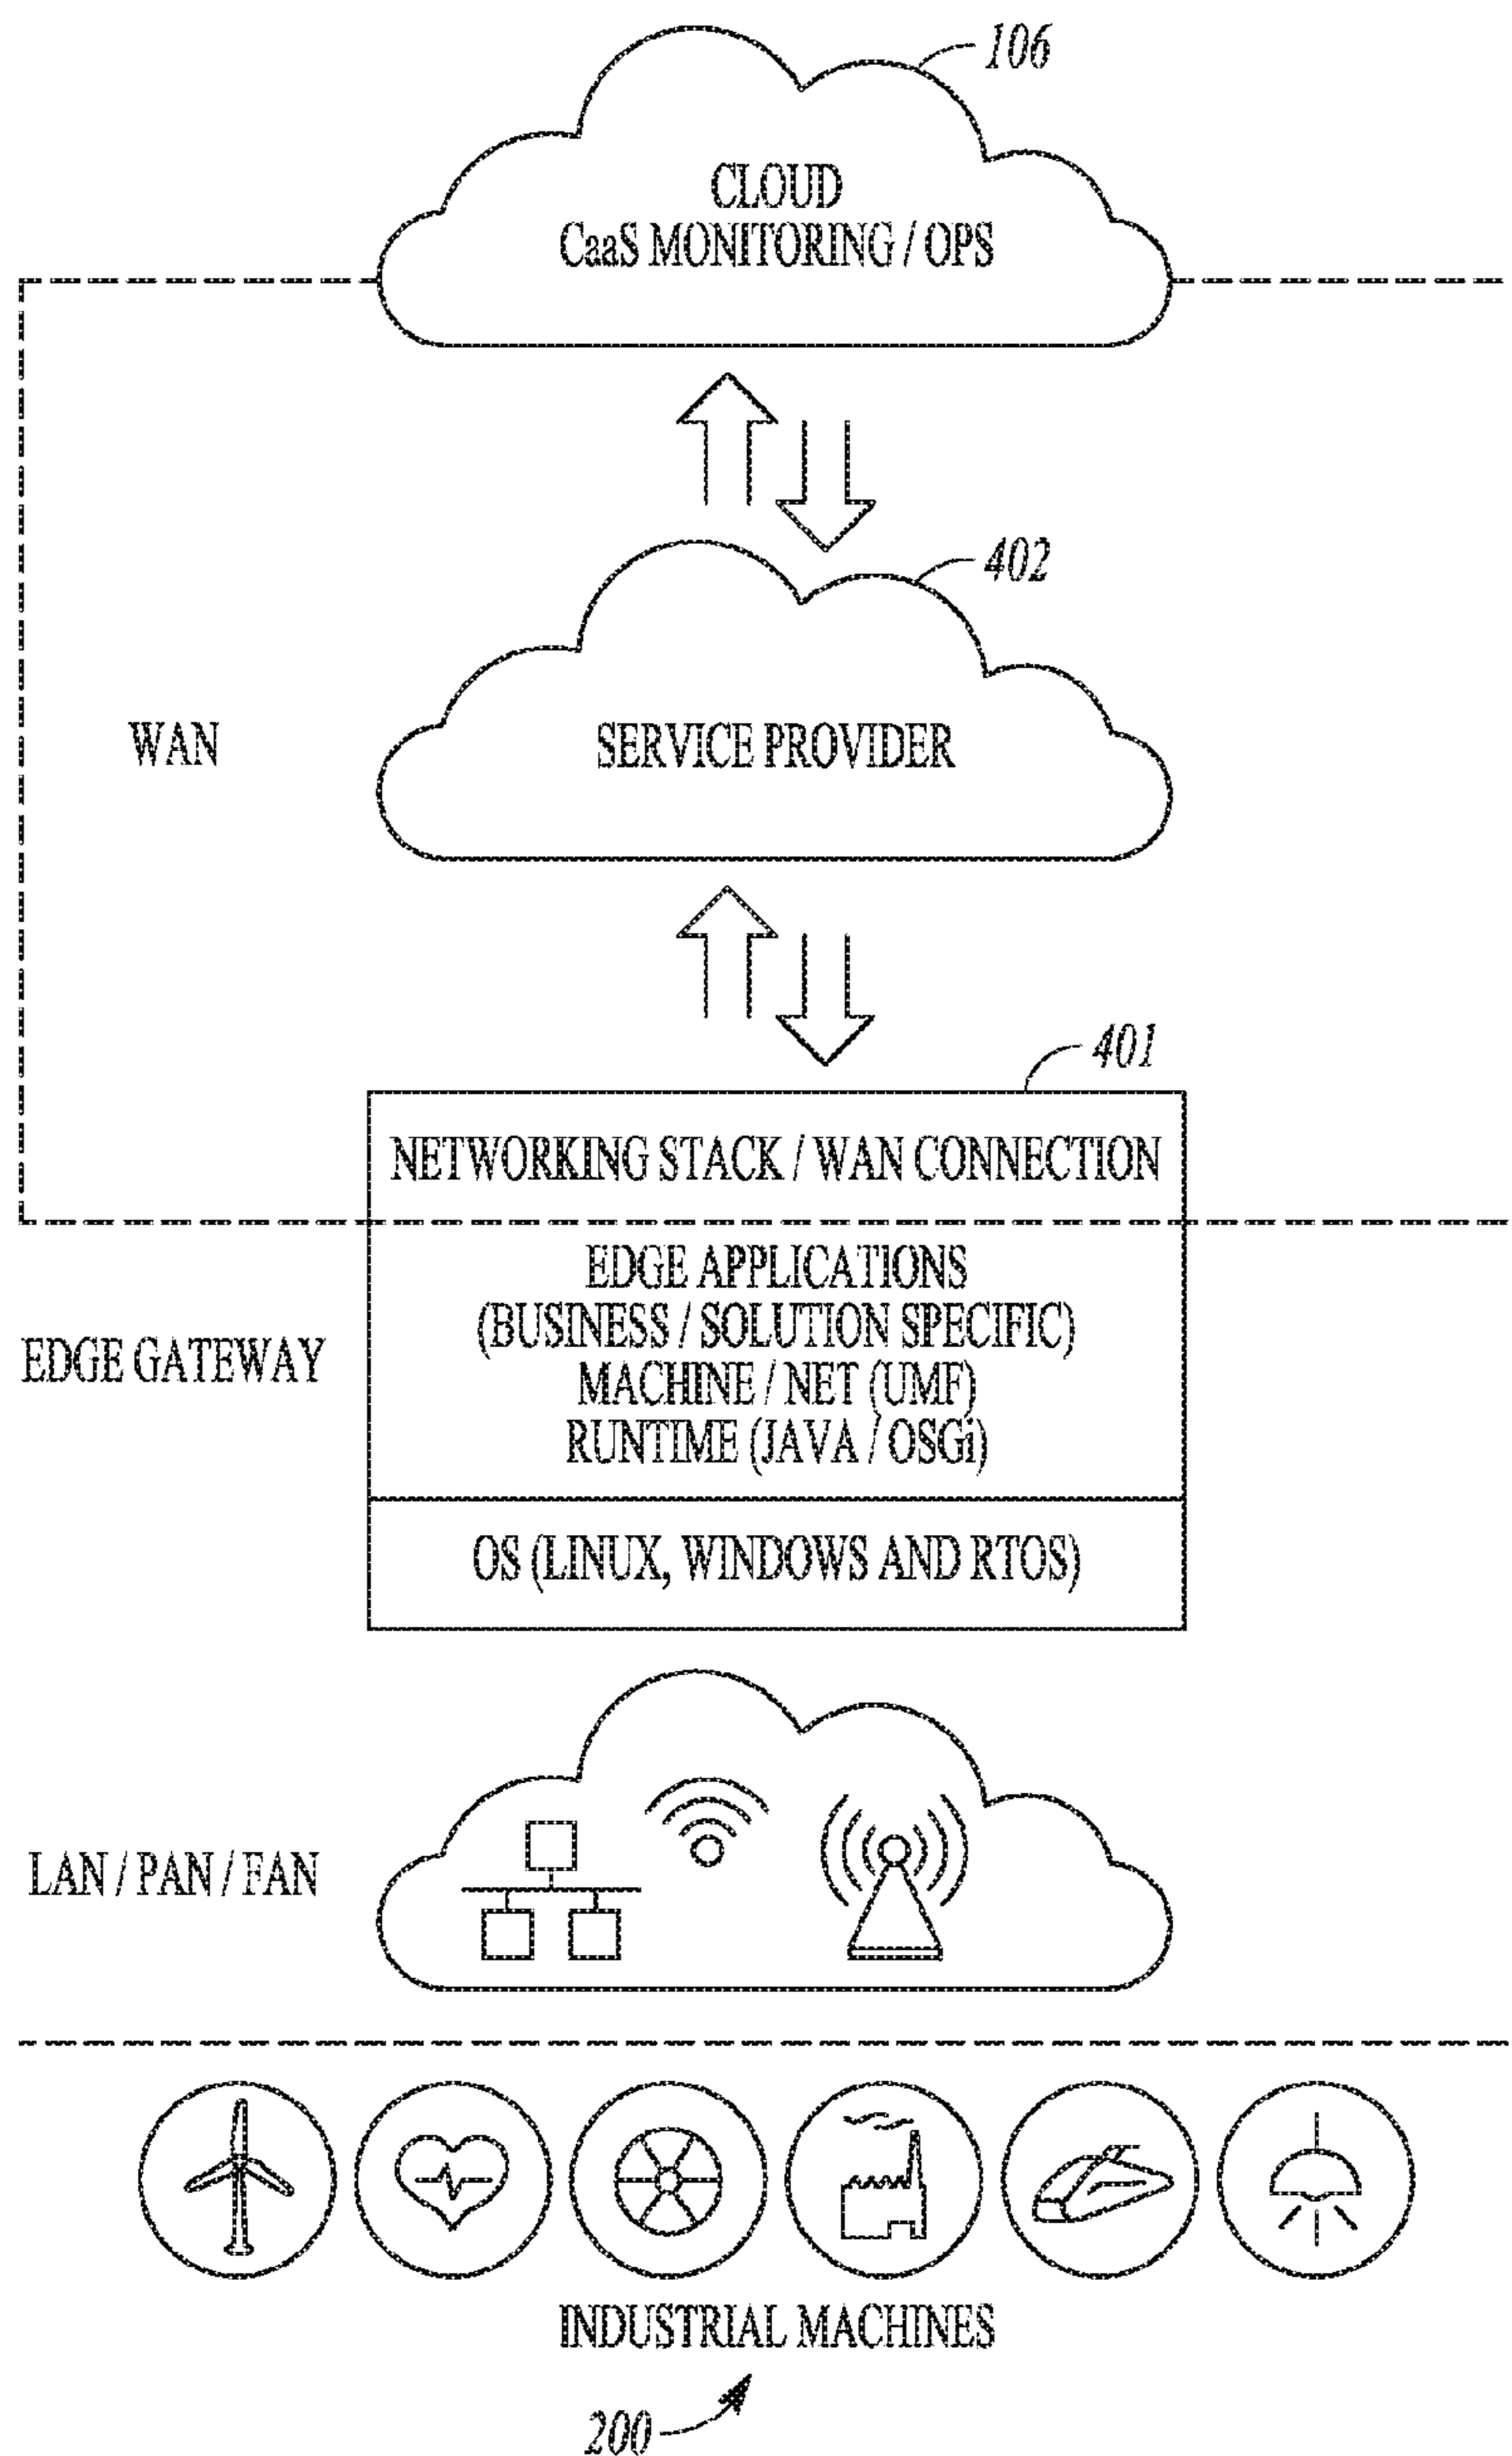 106
CLOUD
CaaS MONITORING / OPS
402
WAN
SERVICE PROVIDER
401
NETWORKING STACK / WAN CONNECTION
EDGE APPLICATIONS
(BUSINESS / SOLUTION SPECIFIC)
EDGE GATEWAY
MACHINE / NET (UMF)
RUNTIME (JAVA / OSGi)
OS (LINUX, WINDOWS AND RTOS)
LAN / PAN / FAN
INDUSTRIAL MACHINES
200